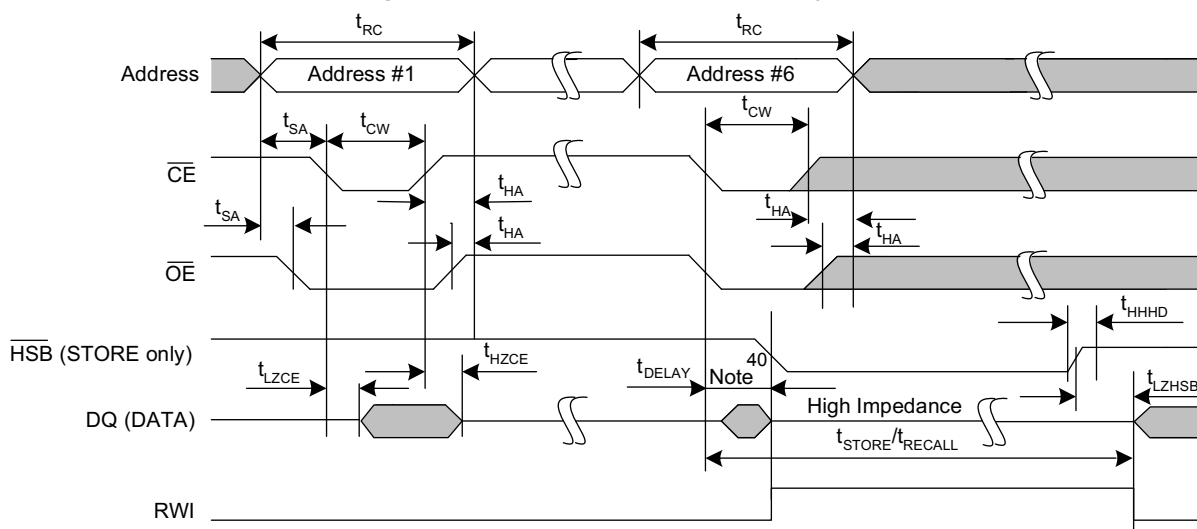 tRC
tRC
Address
Address #1
Address #6
tSA
tCW
tCW
CE
tHA
tHA
tSA
tHA
tHA
OE
tHHHD
HSB (STORE only)
tHZCE
tLZCE
tDELAY
Note 40
tLZHSB
High Impedance
DQ (DATA)
tSTORE/tRECALL
RWI